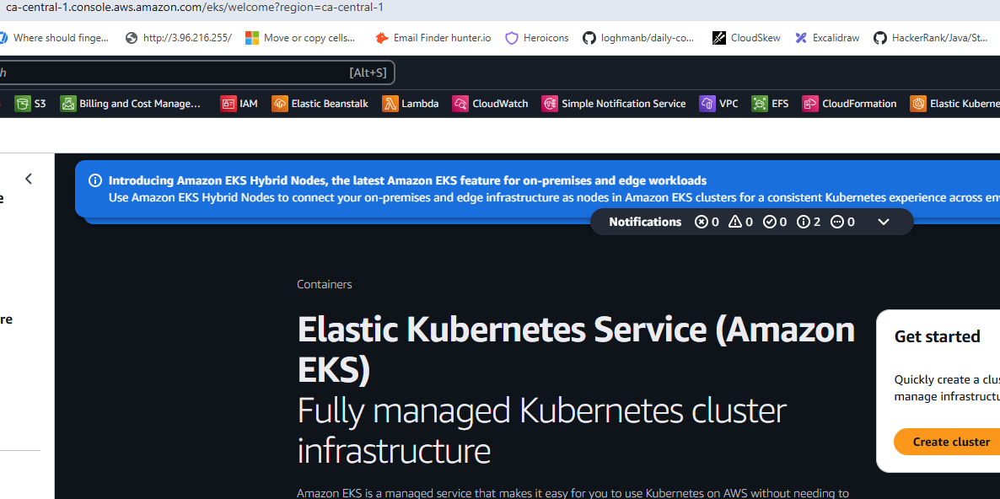 ca-central-1.console.aws.amazon.com/eks/welcome?region=ca-central-1
Where should finge... http://3.96.216.255/ Move or copy cells... Email Finder hunter.io Heroicons loghmanb/daily-co... CloudSkew Excalidraw HackerRank/Java/St...
h [Alt+S]
S3 Billing and Cost Manage... IAM Elastic Beanstalk Lambda CloudWatch Simple Notification Service VPC EFS CloudFormation Elastic Kuberne
Introducing Amazon EKS Hybrid Nodes, the latest Amazon EKS feature for on-premises and edge workloads
e
Use Amazon EKS Hybrid Nodes to connect your on-premises and edge infrastructure as nodes in Amazon EKS clusters for a consistent Kubernetes experience across en
Notifications 0 0 0 2 0
Containers
re
Elastic Kubernetes Service (Amazon
EKS)
Fully managed Kubernetes cluster
infrastructure
Amazon EKS is a managed service that makes it easy for you to use Kubernetes on AWS without needing to
Get started
Quickly create a clus
manage infrastructu
Create cluster